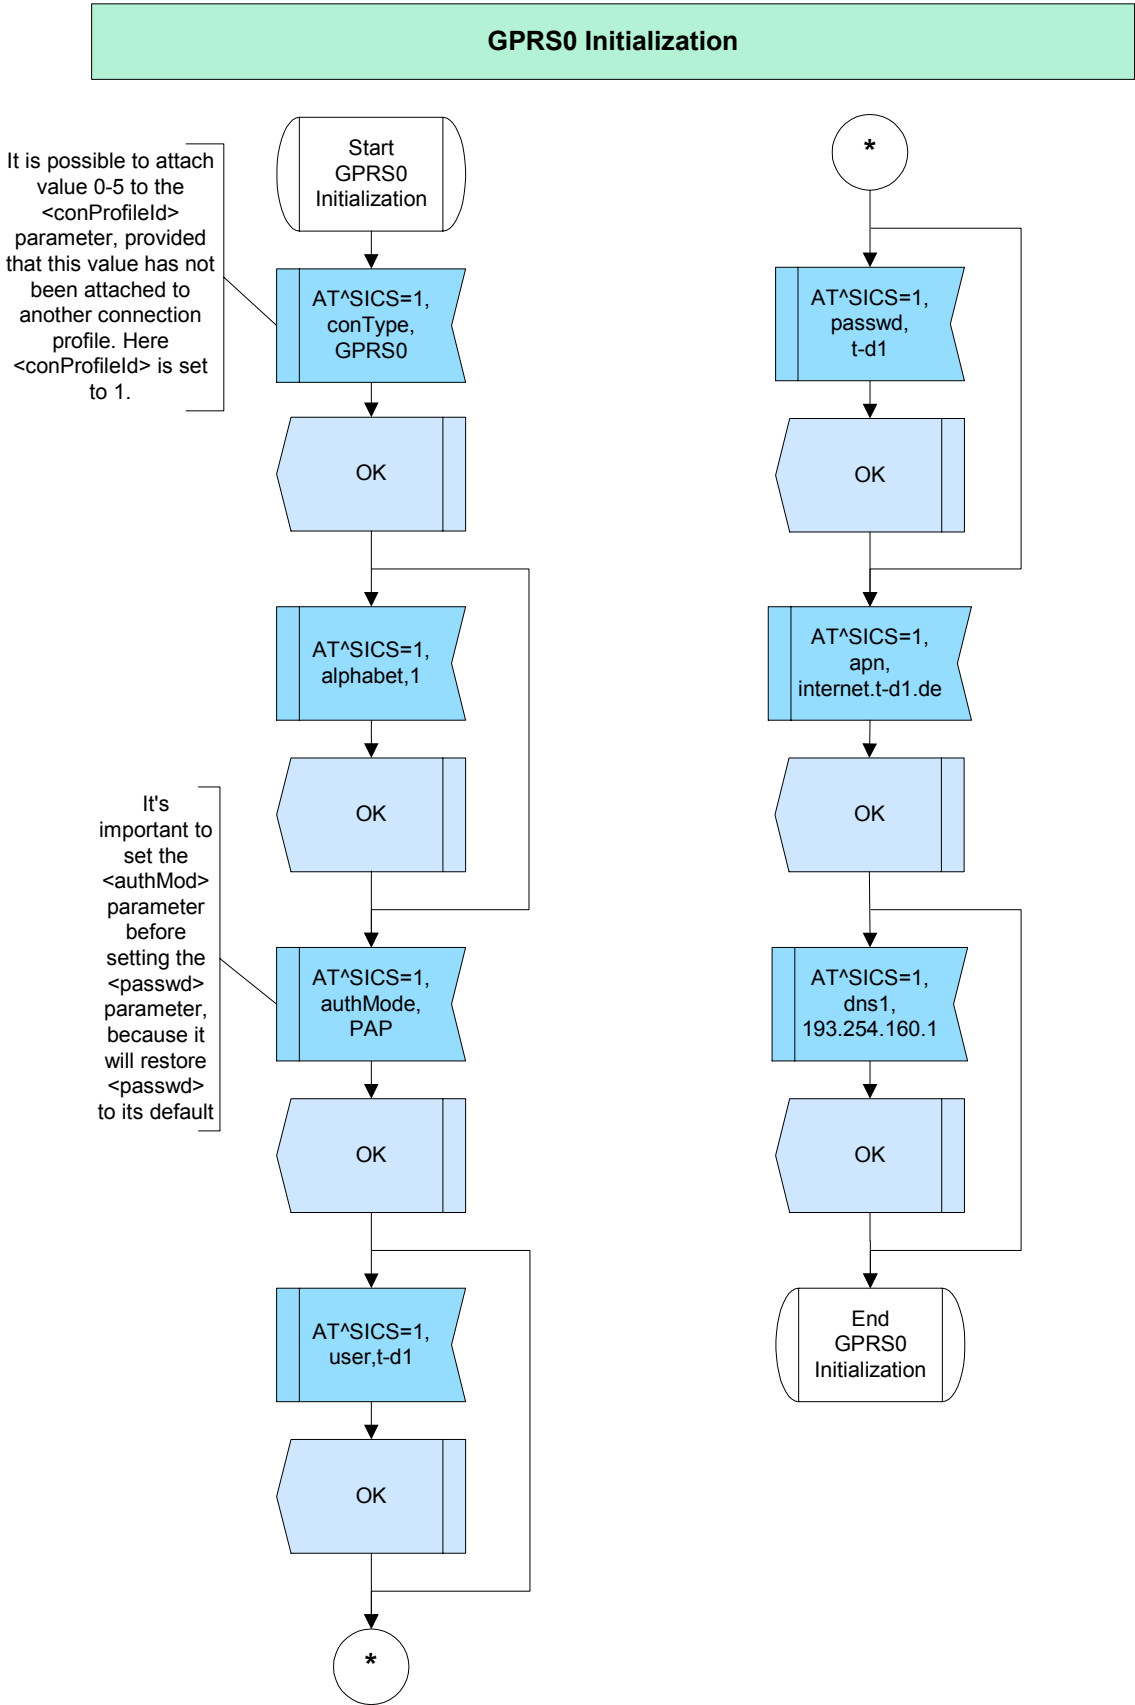 GPRS0 Initialization
It is possible to attach
value 0-5 to the
<conProfileId>
parameter, provided
that this value has not
been attached to
another connection
profile. Here
<conProfileId> is set
to 1.
Start
GPRS0
Initialization
AT^SICS=1,
conType,
GPRS0
OK
AT^SICS=1,
alphabet,1
OK
It's
important to
set the
<authMod>
parameter
before
setting the
<passwd>
parameter,
because it
will restore
<passwd>
to its default
AT^SICS=1,
authMode,
PAP
OK
AT^SICS=1,
user,t-d1
OK
*
*
AT^SICS=1,
passwd,
t-d1
OK
AT^SICS=1,
apn,
internet.t-d1.de
OK
AT^SICS=1,
dns1,
193.254.160.1
OK
End
GPRS0
Initialization